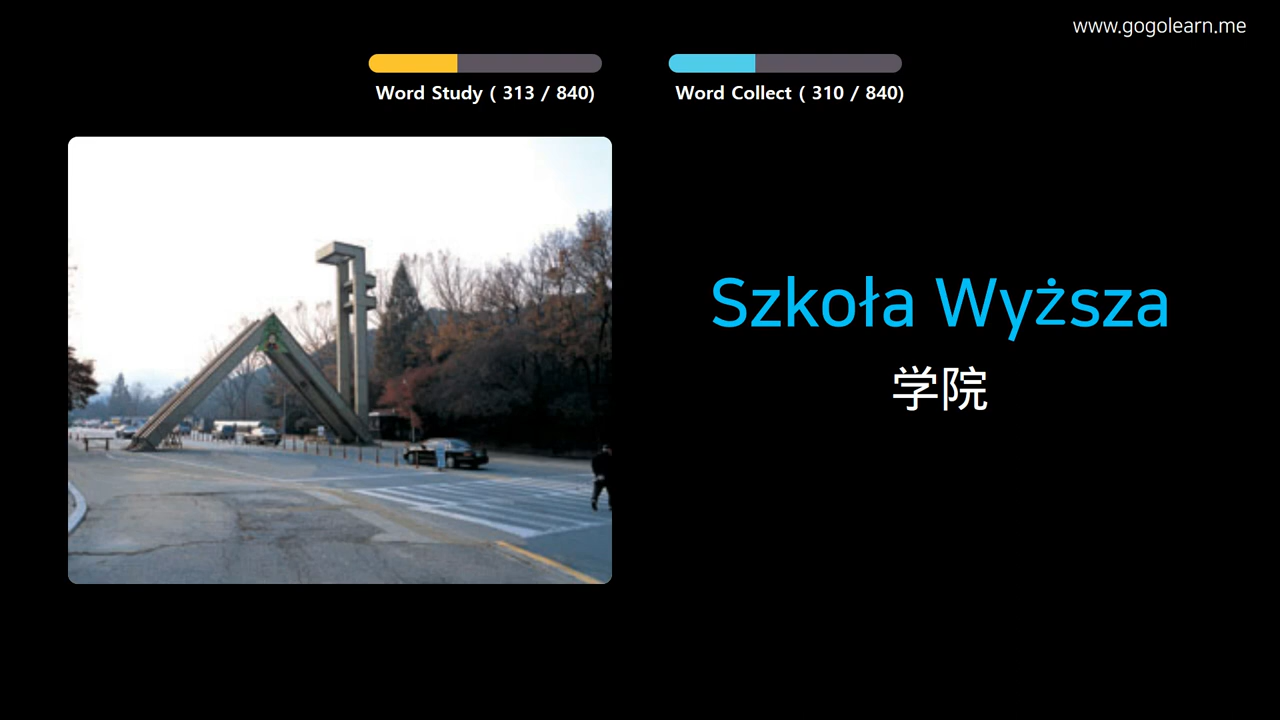 www.gogolearn.me
Word Study ( 313 / 840)
Word Collect ( 310 / 840)
Szkoła Wyższa
学院